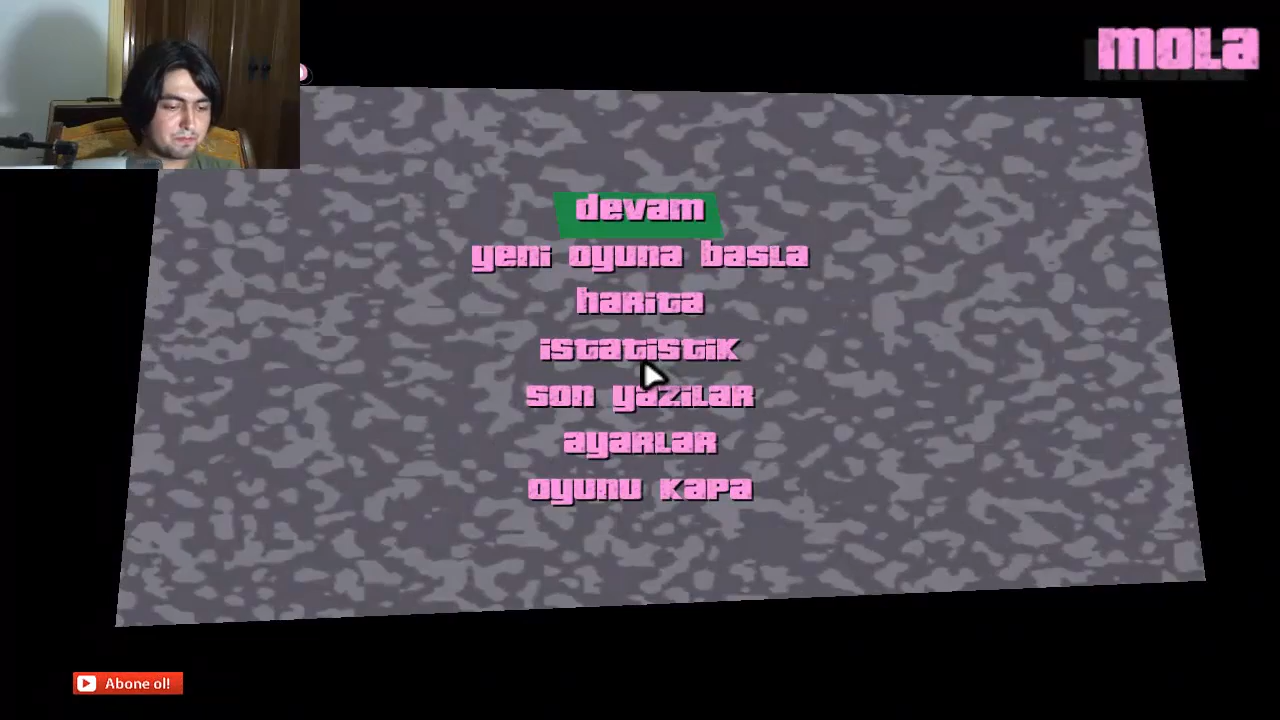 mola
devam
yeni oyuna basla
harita
istatistik
son yazilar
ayarlar
oyunu kapa
Abone ol!